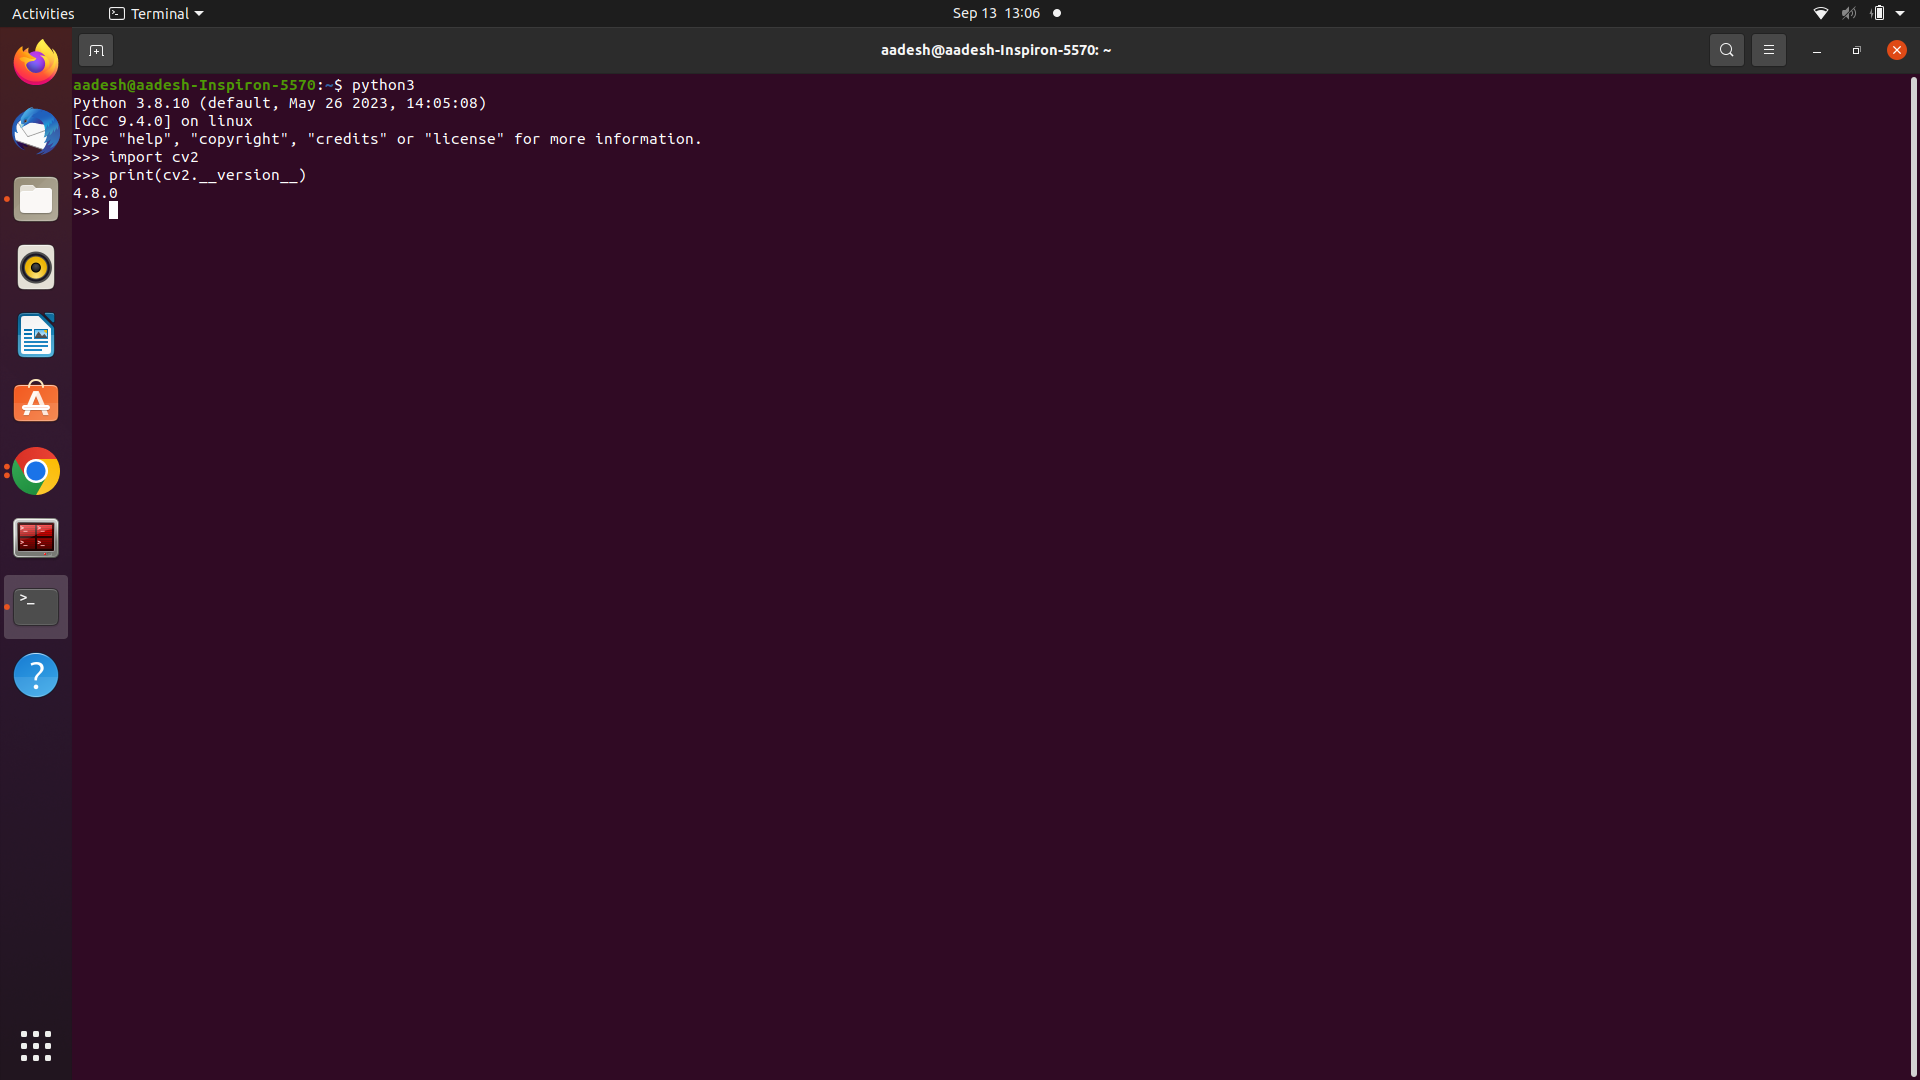 Activities
Terminal
Sep 13 13:06
aadesh@aadesh-Inspiron-5570: ~
aadesh@aadesh-Inspiron-5570:~$ python3
Python 3.8.10 (default, May 26 2023, 14:05:08)
[GCC 9.4.0] on linux
Type "help", "copyright", "credits" or "license" for more information.
>>> import cv2
>>> print(cv2.__version__)
4.8.0
>>>